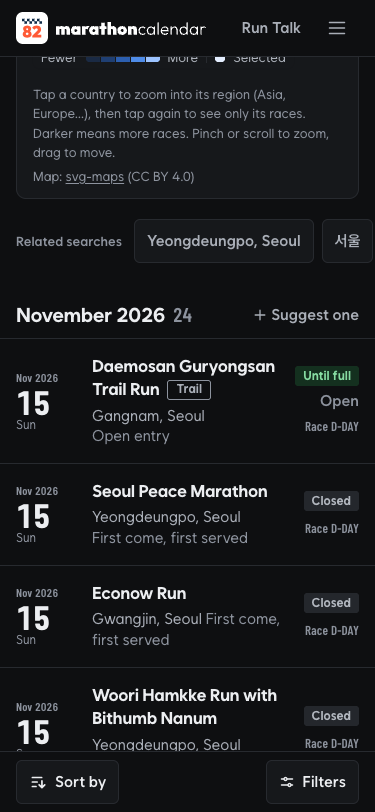 82 marathoncalendar
Run Talk
Fewer More Selected
Tap a country to zoom into its region (Asia,
Europe...), then tap again to see only its races.
Darker means more races. Pinch or scroll to zoom,
drag to move.
Map: svg-maps (CC BY 4.0)
Related searches Yeongdeungpo, Seoul 서울
November 2026 24 + Suggest one
Nov 2026
15
Sun
Daemosan Guryongsan
Trail Run Trail
Gangnam, Seoul
Open entry
Until full
Open
Race D-DAY
Nov 2026
15
Sun
Seoul Peace Marathon
Yeongdeungpo, Seoul
First come, first served
Closed
Race D-DAY
Nov 2026
15
Sun
Econow Run
Gwangjin, Seoul First come,
first served
Closed
Race D-DAY
Nov 2026
15
Woori Hamkke Run with
Bithumb Nanum
Yeongdeungpo, Seoul
Closed
Race D-DAY
Sort by
Filters